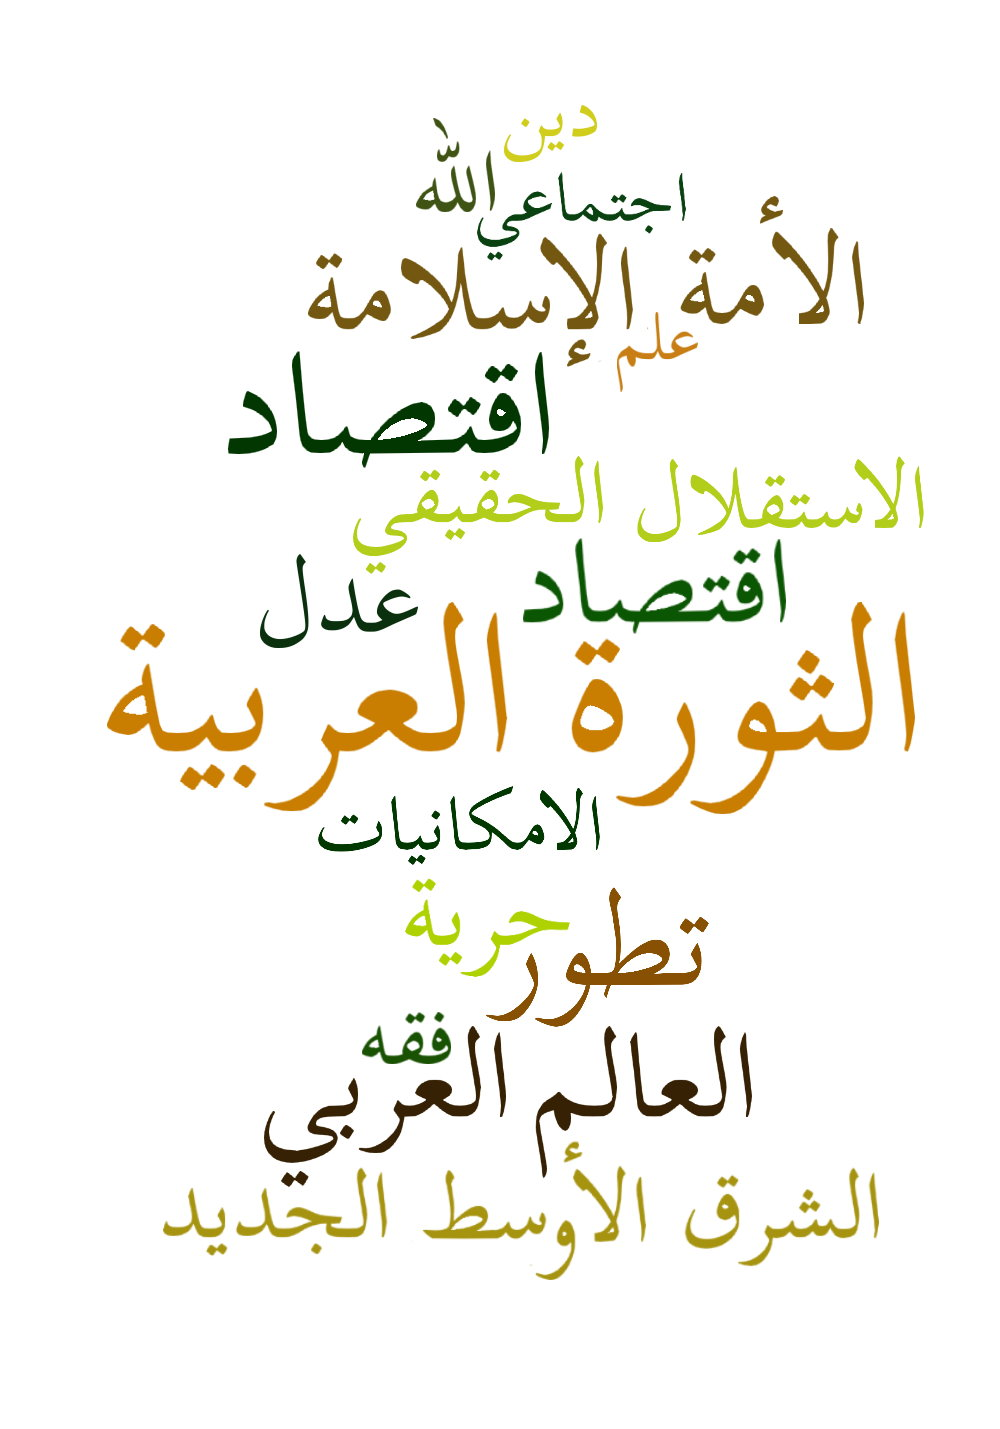 دين
الله
اجتماعي
الأمة الإسلامة
علم
اقتصاد
الاستقلال الحقيقي
اقتصاد
عدل
الثورة العربية
الامكانيات
حرية
تطور
فقه
العالم العربي
الشرق الأوسط الجديد